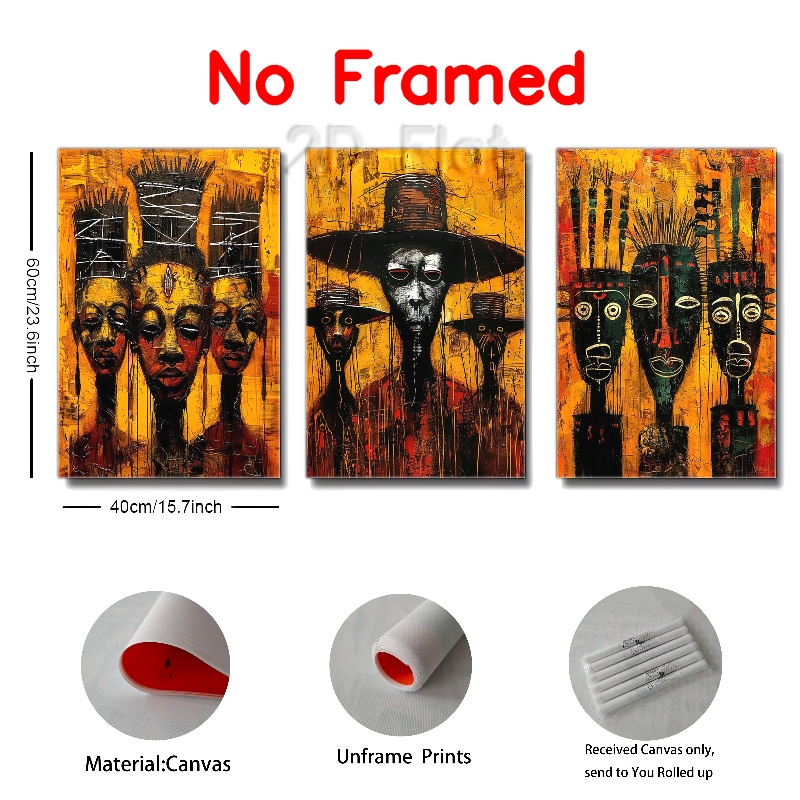 No Framed
2D Flat
60cm/23.6inch
40cm/15.7inch
Material:Canvas
Unframe Prints
Received Canvas only,
send to You Rolled up